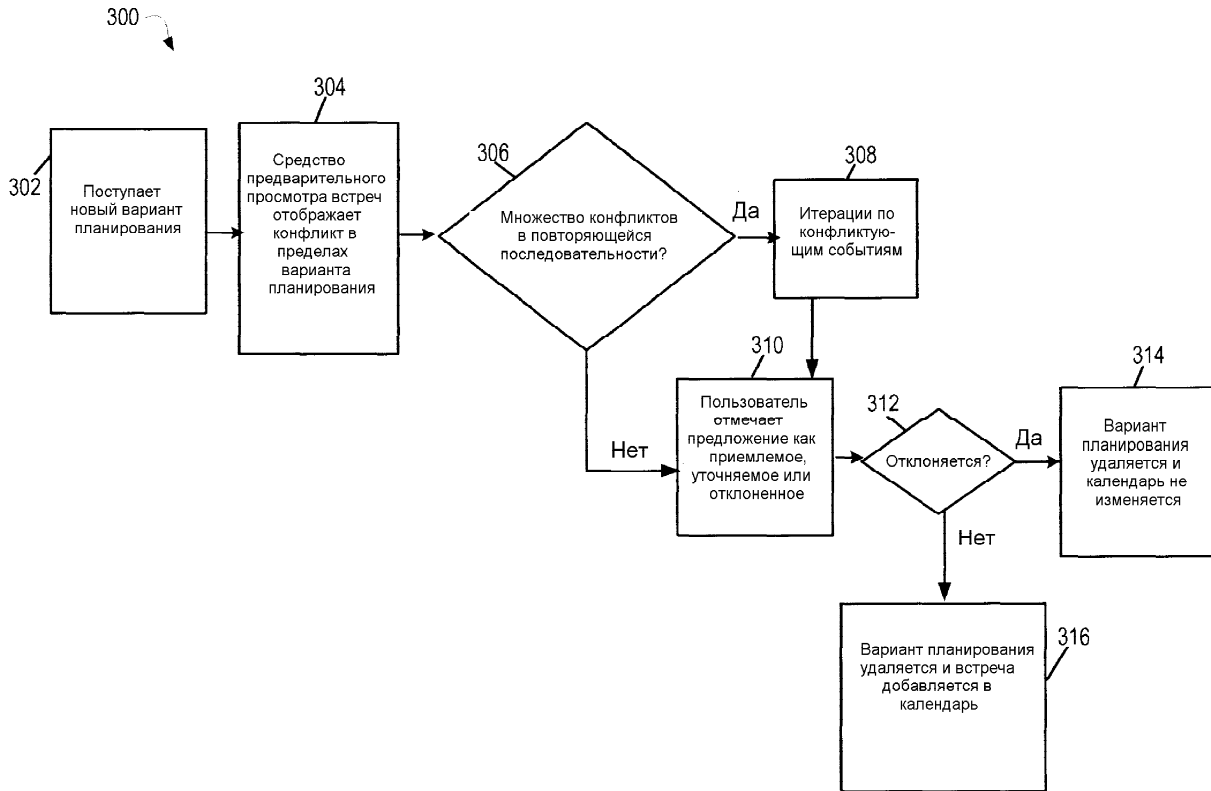 300
302
Поступает
новый вариант
планирования
304
Средство
предварительного
просмотра встреч
отображает
конфликт в
пределах
варианта
планирования
306
Множество конфликтов
в повторяющейся
последовательности?
Да
Нет
308
Итерации по
конфликтую-
щим событиям
310
Пользователь
отмечает
предложение как
приемлемое,
уточняемое или
отклоненное
312
Отклоняется?
Да
Нет
314
Вариант
планирования
удаляется и
календарь не
изменяется
316
Вариант планирования
удаляется и встреча
добавляется в
календарь